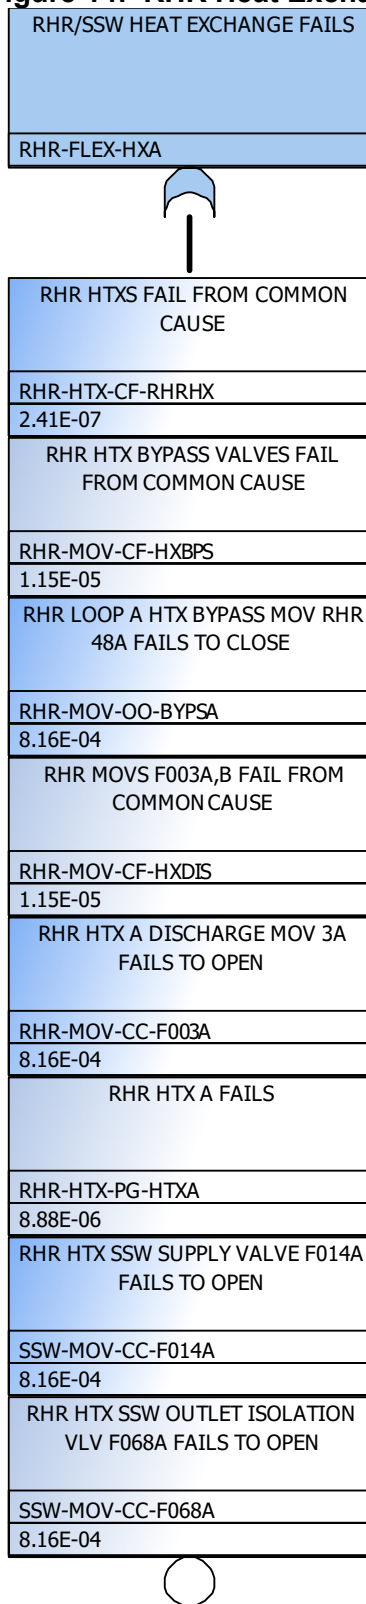 RHR/SSW HEAT EXCHANGE FAILS
RHR-FLEX-HXA
RHR HTXS FAIL FROM COMMON
CAUSE
RHR-HTX-CF-RHRHX
2.41E-07
RHR HTX BYPASS VALVES FAIL
FROM COMMON CAUSE
RHR-MOV-CF-HXBPS
1.15E-05
RHR LOOP A HTX BYPASS MOV RHR
48A FAILS TO CLOSE
RHR-MOV-OO-BYPSA
8.16E-04
RHR MOVS F003A,B FAIL FROM
COMMON CAUSE
RHR-MOV-CF-HXDIS
1.15E-05
RHR HTX A DISCHARGE MOV 3A
FAILS TO OPEN
RHR-MOV-CC-F003A
8.16E-04
RHR HTX A FAILS
RHR-HTX-PG-HTXA
8.88E-06
RHR HTX SSW SUPPLY VALVE F014A
FAILS TO OPEN
SSW-MOV-CC-F014A
8.16E-04
RHR HTX SSW OUTLET ISOLATION
VLV F068A FAILS TO OPEN
SSW-MOV-CC-F068A
8.16E-04